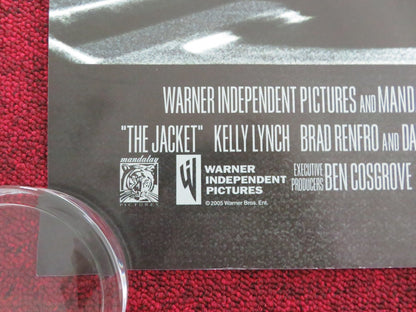 WARNER INDEPENDENT PICTURES AND MAND
"THE JACKET" KELLY LYNCH BRAD RENFRO AND DA
mandalay
PICTURES
WARNER
INDEPENDENT
PICTURES
© 2005 Warner Bros. Ent.
EXECUTIVE
PRODUCERS BEN COSGROVE